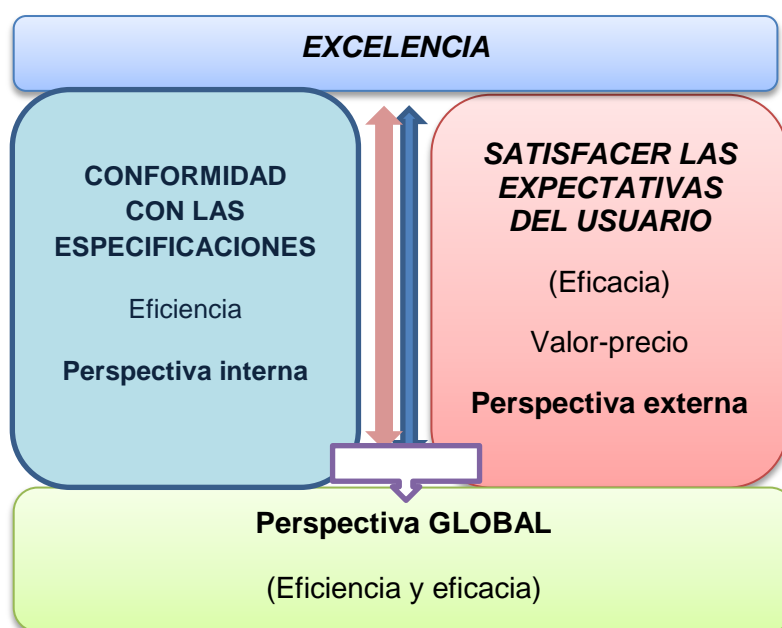 EXCELENCIA
CONFORMIDAD
CON LAS
ESPECIFICACIONES
Eficiencia
Perspectiva interna
SATISFACER LAS
EXPECTATIVAS
DEL USUARIO
(Eficacia)
Valor-precio
Perspectiva externa
Perspectiva GLOBAL
(Eficiencia y eficacia)